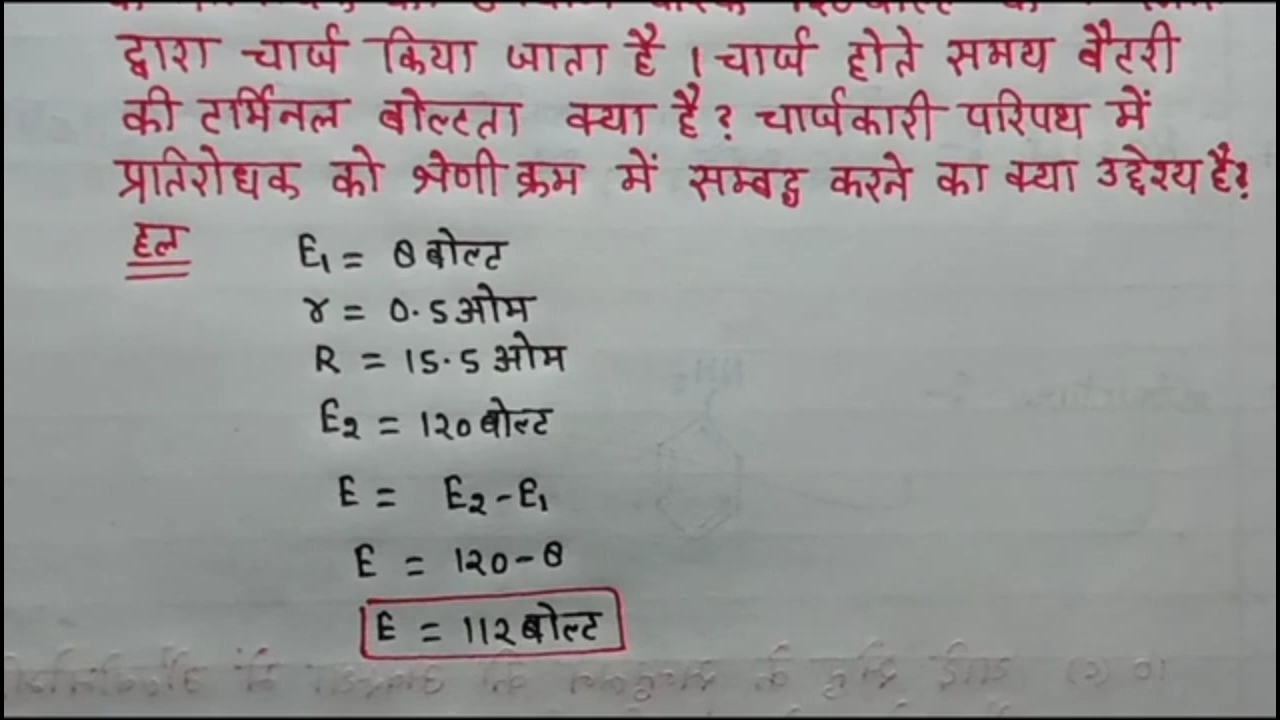 द्वारा चार्ज किया जाता है । चार्ज होते समय बैटरी
की टर्मिनल बोल्टता क्या है? चार्जकारी परिपथ में
प्रतिरोधक को श्रेणी क्रम में सम्बद्ध करने का क्या उद्देश्य है?
हल
E₁ = 8 बोल्ट
r = 0.5 ओम
R = 15.5 ओम
E₂ = 120 बोल्ट
E = E₂ - E₁
E = 120 - 8
E = 112 बोल्ट